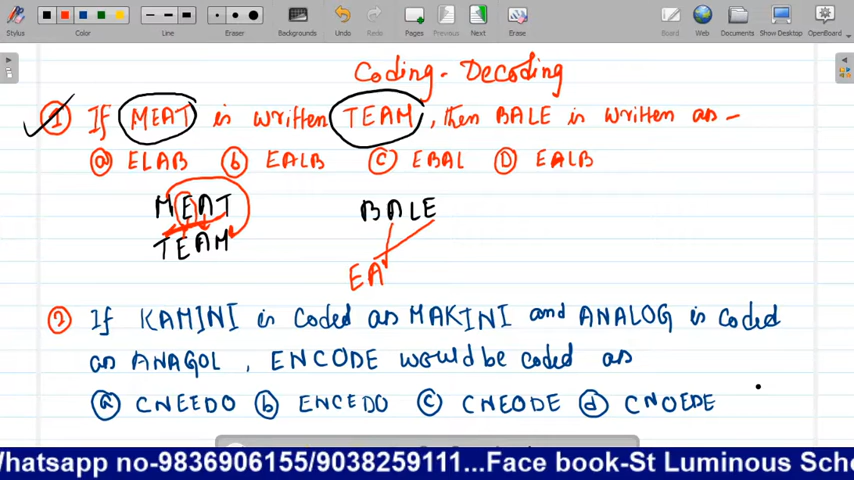 Color Line Eraser Backgrounds Undo Redo Pages Previous Next Erase Board Web Documents Show Desktop OpenSankoré
Coding - Decoding
① If MEAT is written TEAM, then BALE is written as -
ⓐ ELAB ⓑ EALB ⓒ EBAL Ⓓ EALB
MEAT BALE
TEAM
EA
② If KAMINI is coded as MAKINI and ANALOG is coded
as ANAGOL, ENCODE would be coded as
ⓐ CNEEDO ⓑ ENCEDO ⓒ CNEODE ⓓ CNOEDE
Whatsapp no-9836906155/9038259111...Face book-St Luminous Scho